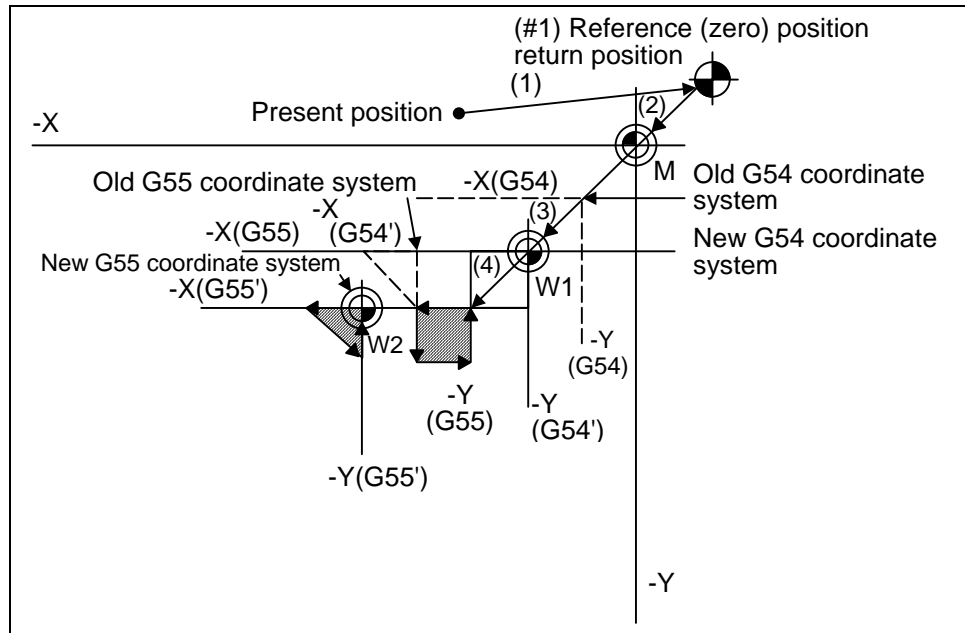 (#1) Reference (zero) position
return position
(1)
Present position
(2)
-X
M
Old G55 coordinate system
-X(G54)
Old G54 coordinate
system
-X
(G54')
(3)
-X(G55)
New G54 coordinate
system
New G55 coordinate system
(4)
W1
-X(G55')
W2
-Y
(G54)
-Y
(G55)
-Y
(G54')
-Y(G55')
-Y